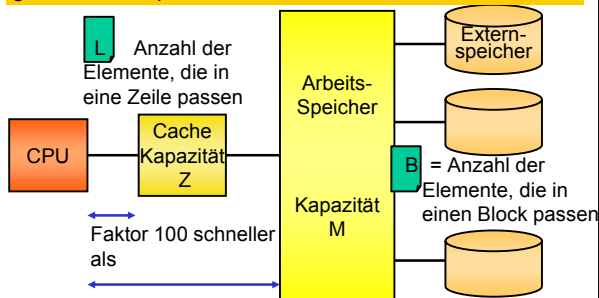 L Anzahl der
Elemente, die in
eine Zeile passen
CPU
Cache
Kapazität
Z
Faktor 100 schneller
als
Arbeits-
Speicher
Kapazität
M
Extern-
speicher
B = Anzahl der
Elemente, die in
einen Block passen